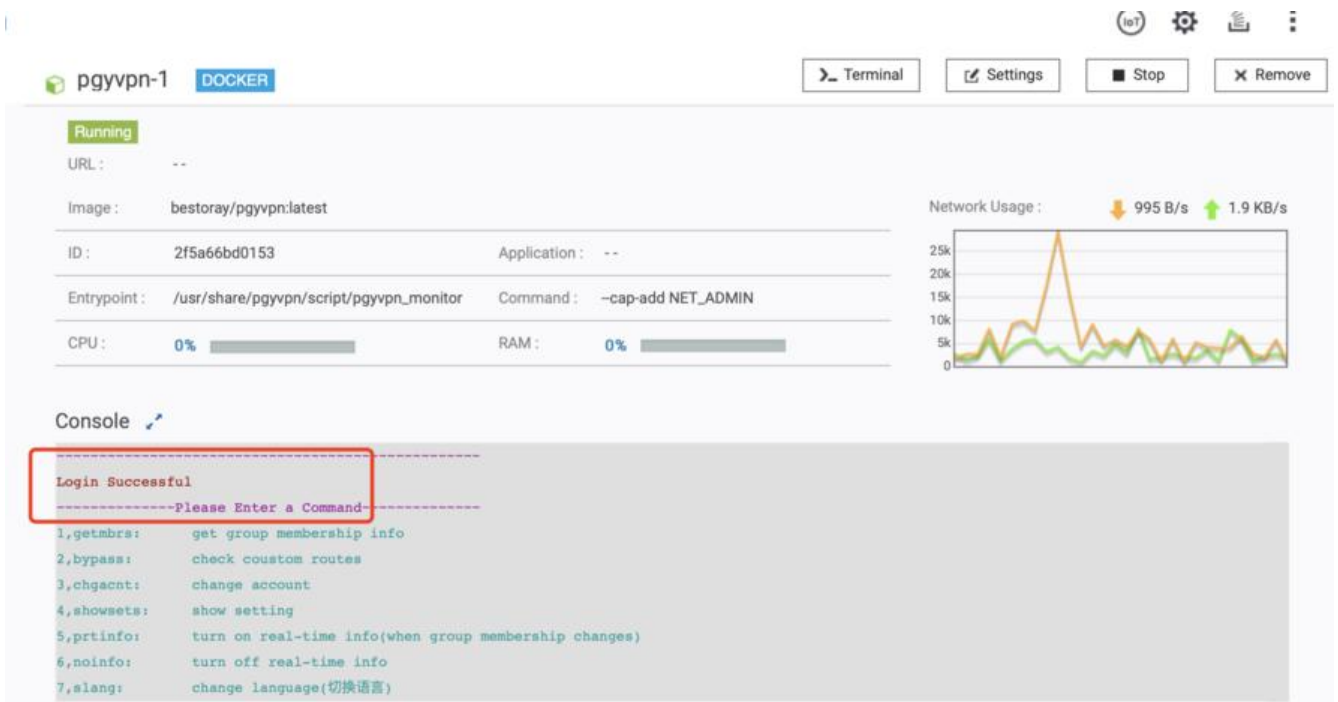 IoT
pgyvpn-1 DOCKER >_ Terminal Settings Stop Remove
Running
URL : --
Image : bestoray/pgyvpn:latest Network Usage : 995 B/s 1.9 KB/s
ID : 2f5a66bd0153 Application : --
Entrypoint : /usr/share/pgyvpn/script/pgyvpn_monitor Command : –cap-add NET_ADMIN
CPU : 0% RAM : 0%
25k
20k
15k
10k
5k
0
Console
--------------------------------------------------
Login Successful
--------------Please Enter a Command--------------
1,getmbrs: get group membership info
2,bypass: check coustom routes
3,chgacnt: change account
4,showsets: show setting
5,prtinfo: turn on real-time info(when group membership changes)
6,noinfo: turn off real-time info
7,slang: change language(切换语言)